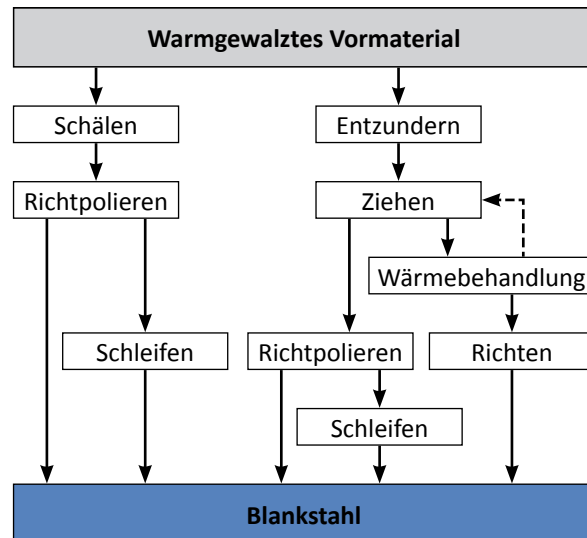 Warmgewalztes Vormaterial
Schälen
Entzundern
Richtpolieren
Ziehen
Wärmebehandlung
Schleifen
Richtpolieren
Richten
Schleifen
Blankstahl